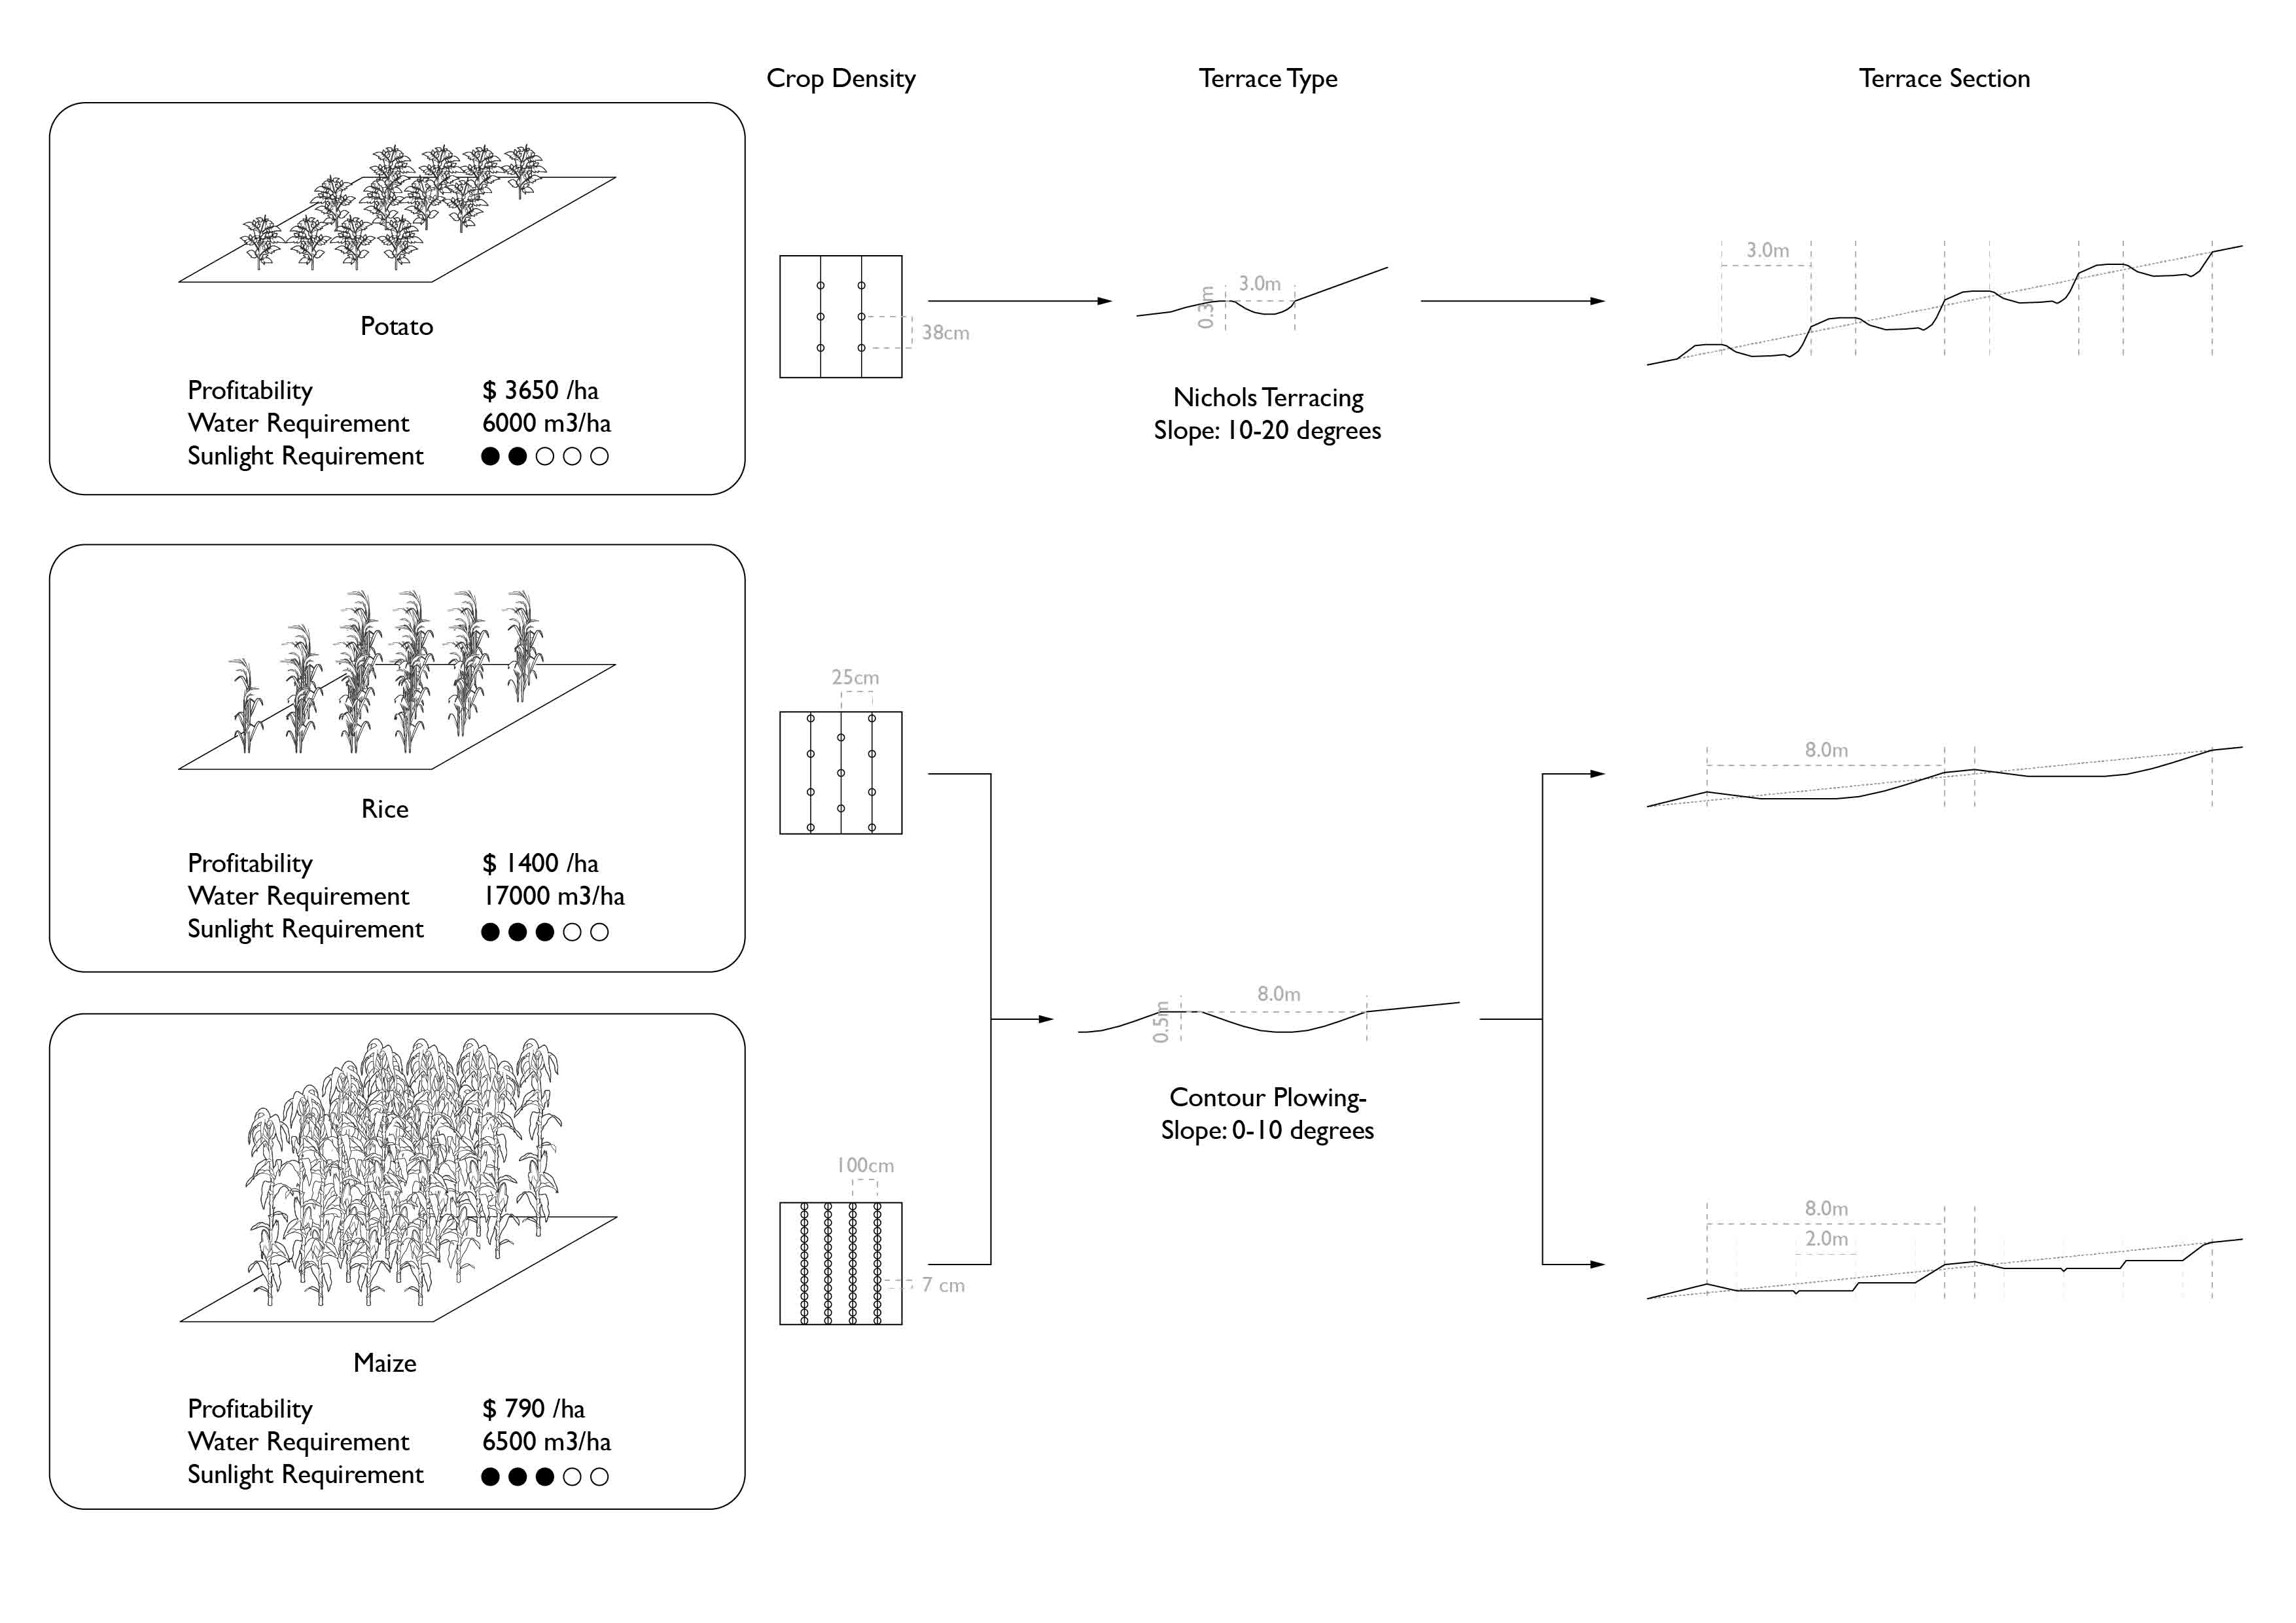 Crop Density
Terrace Type
Terrace Section
Potato
Profitability $ 3650 /ha
Water Requirement 6000 m3/ha
Sunlight Requirement
38cm
0.3m
3.0m
Nichols Terracing
Slope: 10-20 degrees
3.0m
Rice
Profitability $ 1400 /ha
Water Requirement 17000 m3/ha
Sunlight Requirement
25cm
8.0m
Maize
Profitability $ 790 /ha
Water Requirement 6500 m3/ha
Sunlight Requirement
100cm
7 cm
0.5m
8.0m
Contour Plowing-
Slope: 0-10 degrees
8.0m
2.0m